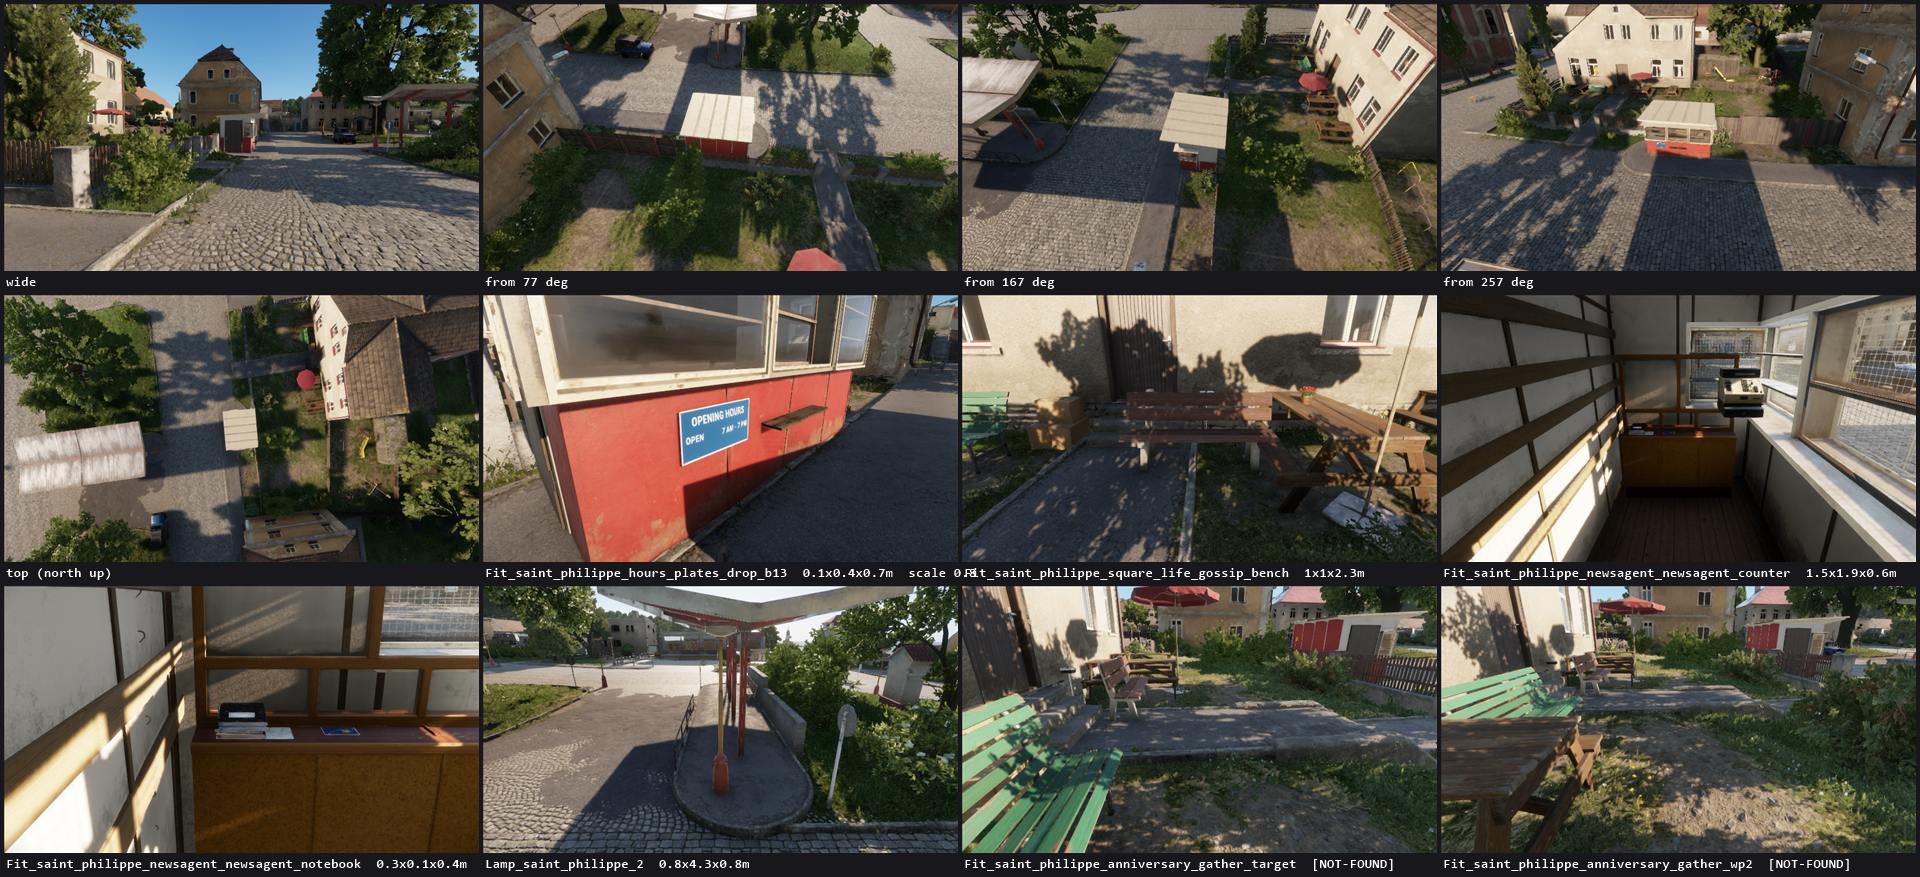 wide
from 77 deg
from 167 deg
from 257 deg
OPENING HOURS
OPEN 7 AM - 7 PM
top (north up)
Fit_saint_philippe_hours_plates_drop_b13 0.1x0.4x0.7m scale 0.
Fit_saint_philippe_square_life_gossip_bench 1x1x2.3m
Fit_saint_philippe_newsagent_newsagent_counter 1.5x1.9x0.6m
Fit_saint_philippe_newsagent_newsagent_notebook 0.3x0.1x0.4m
Lamp_saint_philippe_2 0.8x4.3x0.8m
Fit_saint_philippe_anniversary_gather_target [NOT-FOUND]
Fit_saint_philippe_anniversary_gather_wp2 [NOT-FOUND]